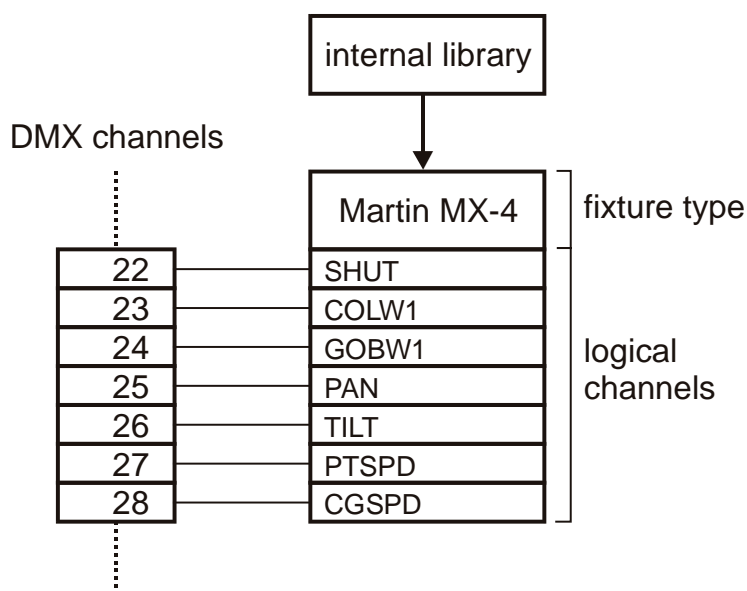 internal library
DMX channels
Martin MX-4
fixture type
22
SHUT
23
COLW1
24
GOBW1
25
PAN
26
TILT
27
PTSPD
28
CGSPD
logical
channels